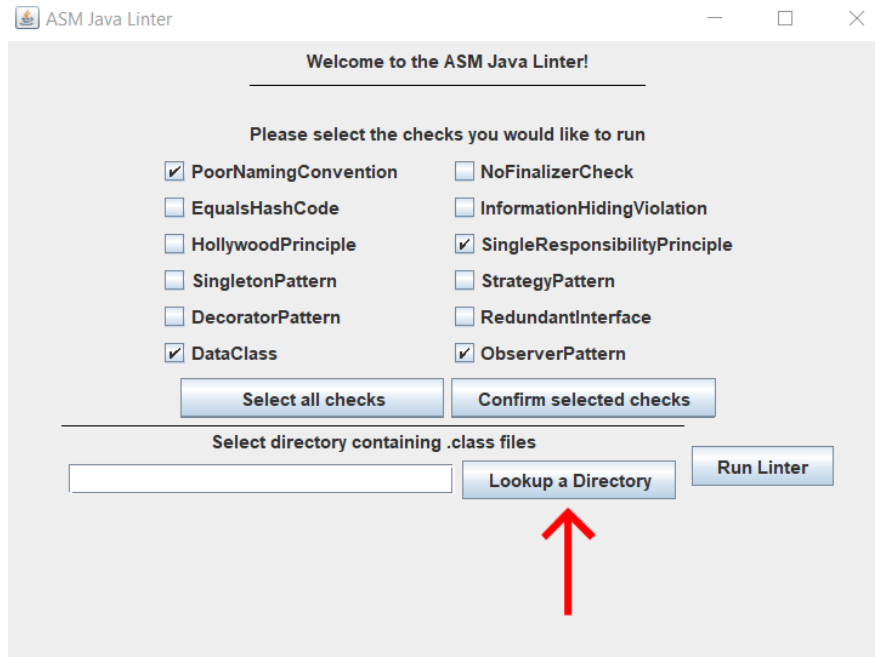 ASM Java Linter
Welcome to the ASM Java Linter!
Please select the checks you would like to run
PoorNamingConvention NoFinalizerCheck
EqualsHashCode InformationHidingViolation
HollywoodPrinciple SingleResponsibilityPrinciple
SingletonPattern StrategyPattern
DecoratorPattern RedundantInterface
DataClass ObserverPattern
Select all checks Confirm selected checks
Select directory containing .class files
Lookup a Directory Run Linter